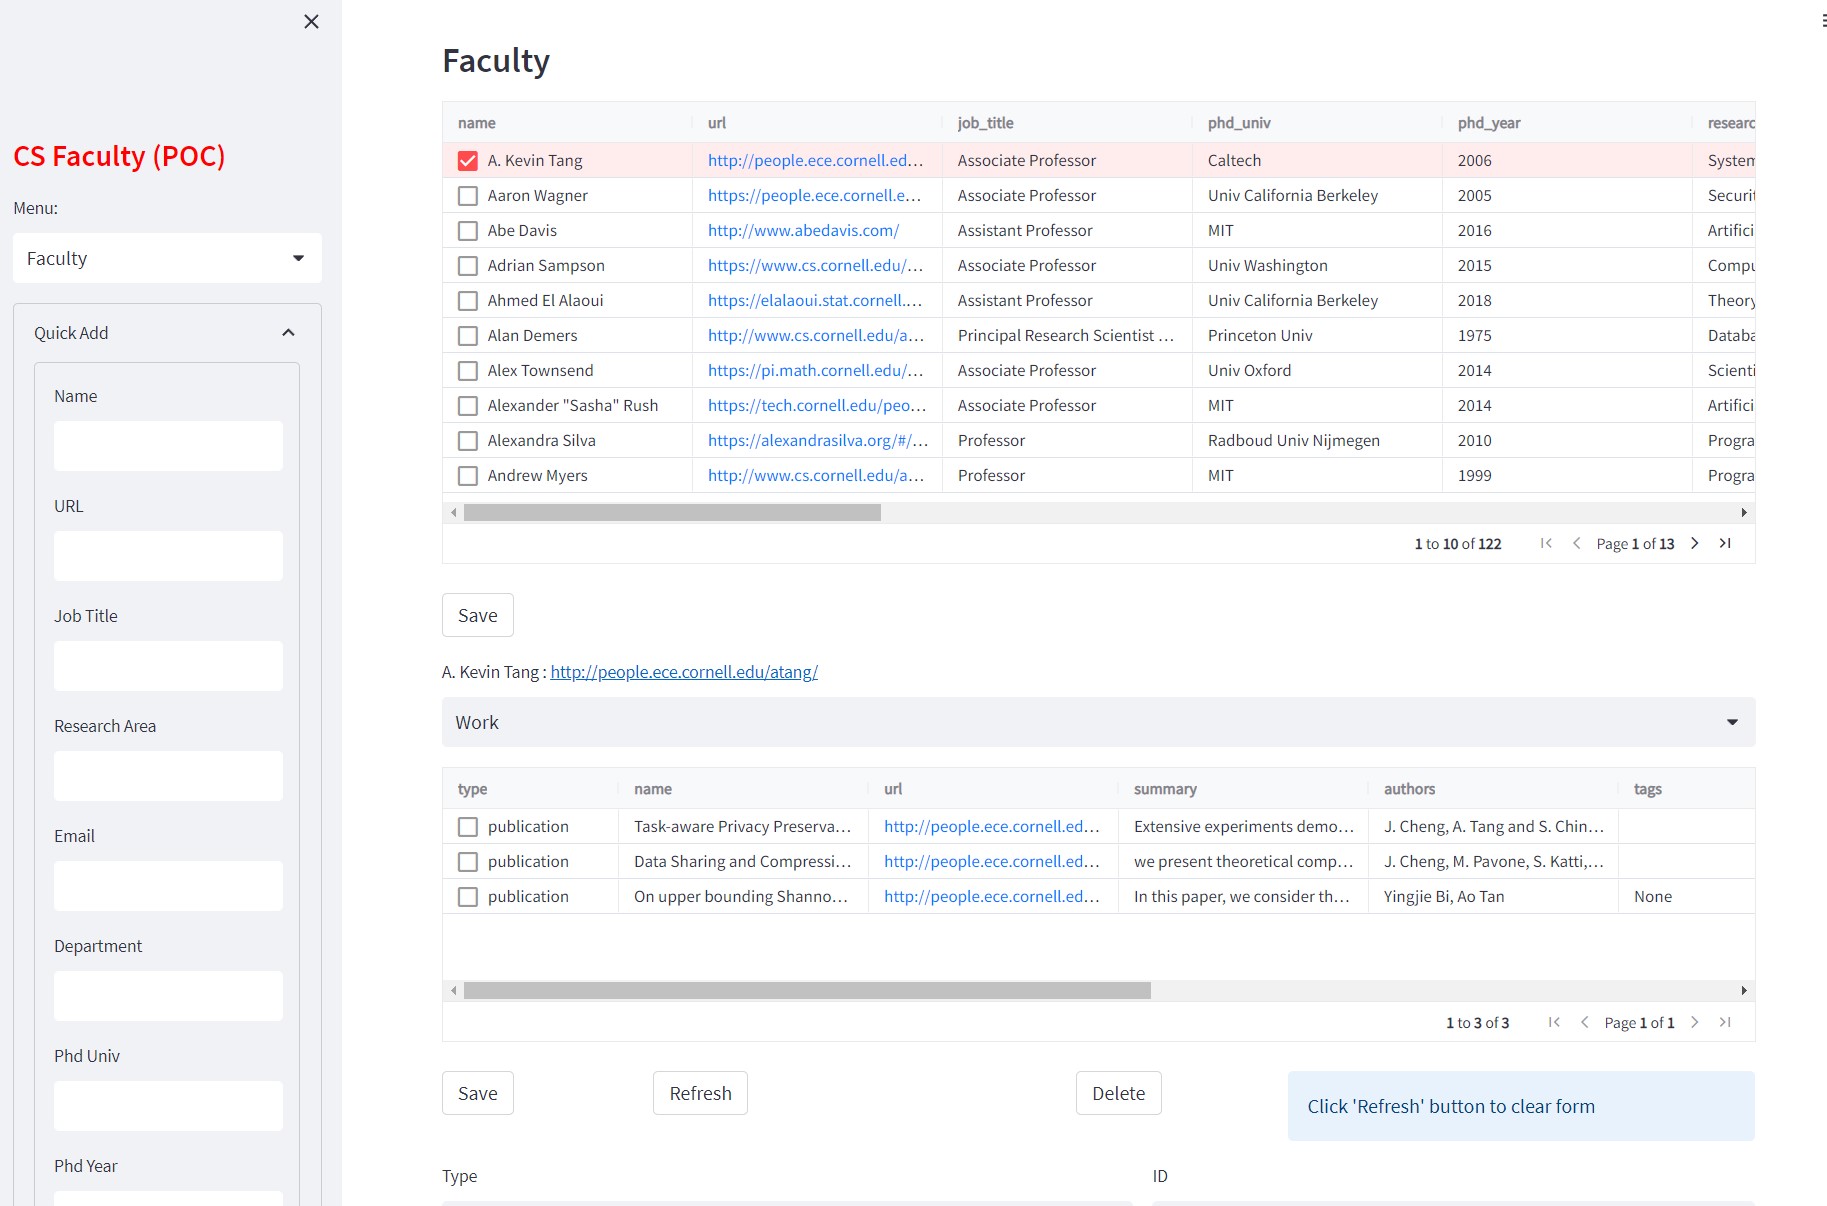 CS Faculty (POC)
Menu:
Faculty
Quick Add
Name
URL
Job Title
Research Area
Email
Department
Phd Univ
Phd Year
Faculty
name url job_title phd_univ phd_year researc
A. Kevin Tang http://people.ece.cornell.ed... Associate Professor Caltech 2006 System
Aaron Wagner https://people.ece.cornell.e... Associate Professor Univ California Berkeley 2005 Securit
Abe Davis http://www.abedavis.com/ Assistant Professor MIT 2016 Artifici
Adrian Sampson https://www.cs.cornell.edu/... Associate Professor Univ Washington 2015 Compu
Ahmed El Alaoui https://elalaoui.stat.cornell.... Assistant Professor Univ California Berkeley 2018 Theory
Alan Demers http://www.cs.cornell.edu/a... Principal Research Scientist ... Princeton Univ 1975 Databa
Alex Townsend https://pi.math.cornell.edu/... Associate Professor Univ Oxford 2014 Scienti
Alexander "Sasha" Rush https://tech.cornell.edu/peo... Associate Professor MIT 2014 Artifici
Alexandra Silva https://alexandrasilva.org/#/... Professor Radboud Univ Nijmegen 2010 Progra
Andrew Myers http://www.cs.cornell.edu/a... Professor MIT 1999 Progra
1 to 10 of 122 Page 1 of 13
Save
A. Kevin Tang : http://people.ece.cornell.edu/atang/
Work
type name url summary authors tags
publication Task-aware Privacy Preserva... http://people.ece.cornell.ed... Extensive experiments demo... J. Cheng, A. Tang and S. Chin...
publication Data Sharing and Compressi... http://people.ece.cornell.ed... we present theoretical comp... J. Cheng, M. Pavone, S. Katti,...
publication On upper bounding Shanno... http://people.ece.cornell.ed... In this paper, we consider th... Yingjie Bi, Ao Tan None
1 to 3 of 3 Page 1 of 1
Save Refresh Delete Click 'Refresh' button to clear form
Type ID